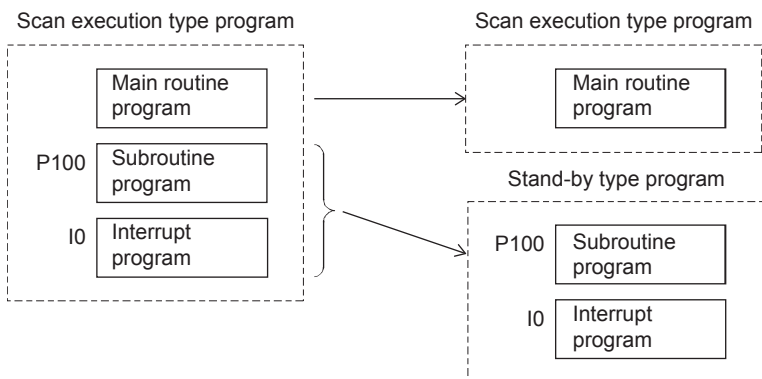 Scan execution type program
Main routine
program
P100
Subroutine
program
I0
Interrupt
program
Scan execution type program
Main routine
program
Stand-by type program
P100
Subroutine
program
I0
Interrupt
program